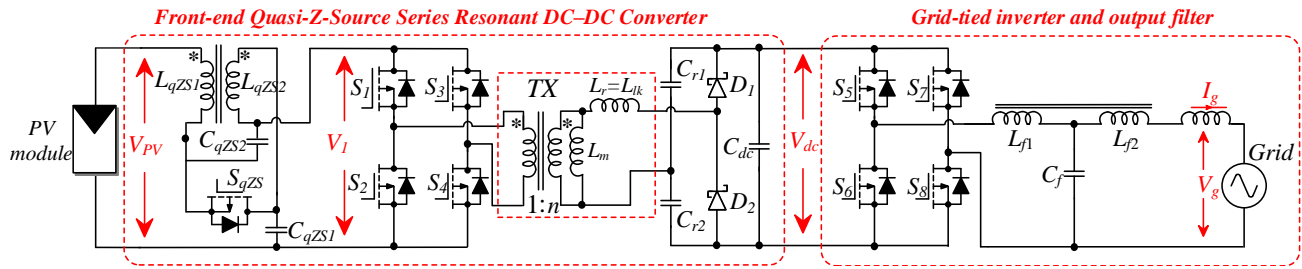 Front-end Quasi-Z-Source Series Resonant DC–DC Converter
Grid-tied inverter and output filter
PV
module
V_PV
*
*
L_qZS1
L_qZS2
C_qZS2
S_qZS
C_qZS1
V_1
S_1
S_3
S_2
S_4
TX
*
*
1:n
L_r=L_lk
L_m
C_r1
C_r2
D_1
D_2
C_dc
V_dc
S_5
S_7
S_6
S_8
L_f1
L_f2
C_f
I_g
V_g
Grid